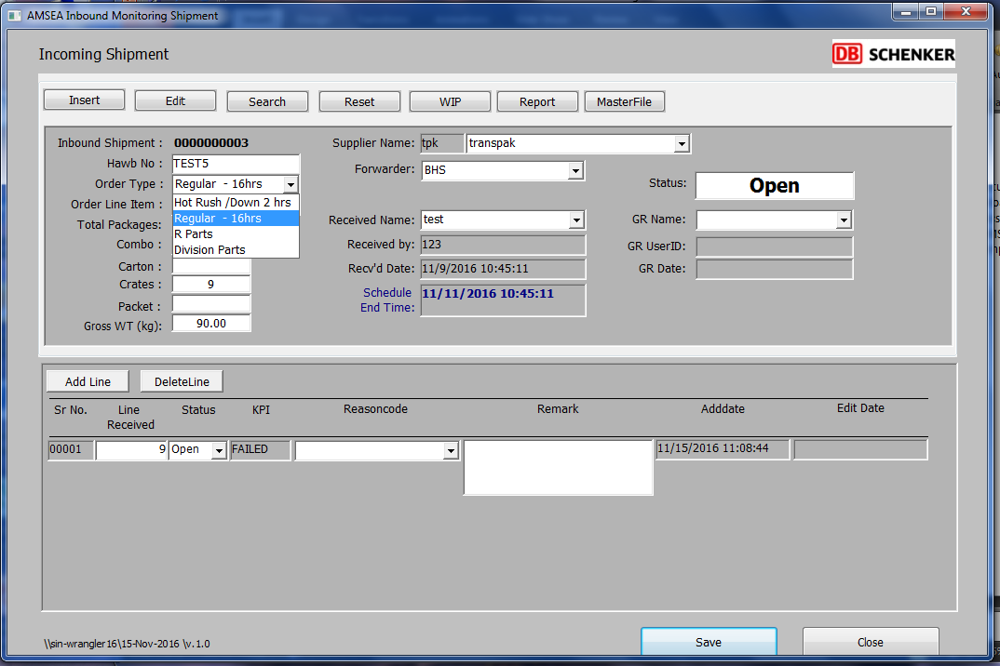 AMSEA Inbound Monitoring Shipment
Incoming Shipment
DB SCHENKER
Insert Edit Search Reset WIP Report MasterFile
Inbound Shipment : 0000000003 Supplier Name: tpk transpak
Hawb No : TEST5 Forwarder: BHS
Order Type : Regular - 16hrs Status: Open
Order Line Item : Hot Rush /Down 2 hrs
Regular - 16hrs
R Parts
Division Parts
Total Packages: Received Name: test GR Name:
Combo : Received by: 123 GR UserID:
Carton : Recv'd Date: 11/9/2016 10:45:11 GR Date:
Crates : 9 Schedule
End Time: 11/11/2016 10:45:11
Packet :
Gross WT (kg): 90.00
Add Line DeleteLine
Sr No. Line
Received Status KPI Reasoncode Remark Adddate Edit Date
00001 9 Open FAILED 11/15/2016 11:08:44
\\sin-wrangler16\15-Nov-2016 \v.1.0
Save Close